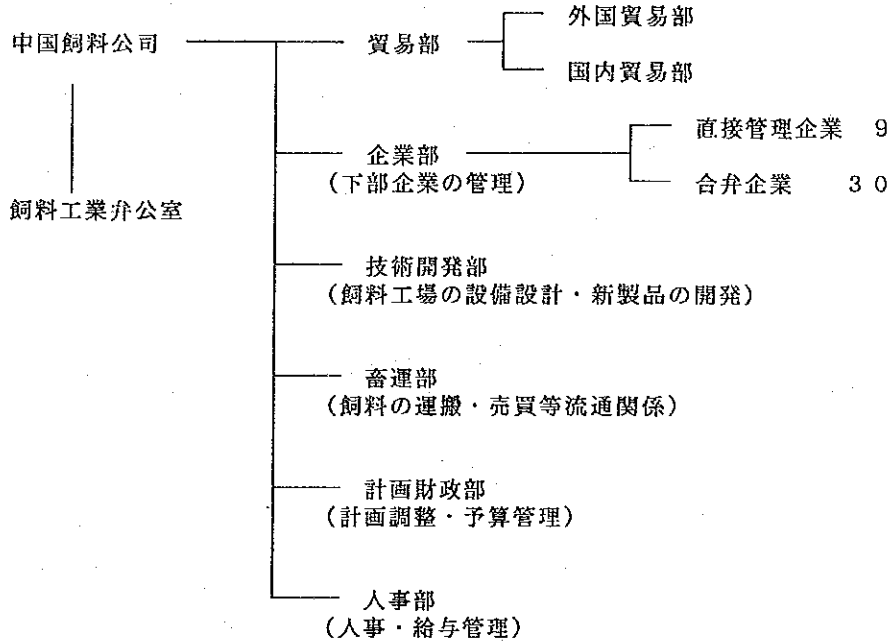 外国貿易部
中国飼料公司 貿易部
国内貿易部
直接管理企業 9
企業部
(下部企業の管理)
合弁企業 30
飼料工業弁公室
技術開発部
(飼料工場の設備設計・新製品の開発)
畜運部
(飼料の運搬・売買等流通関係)
計画財政部
(計画調整・予算管理)
人事部
(人事・給与管理)